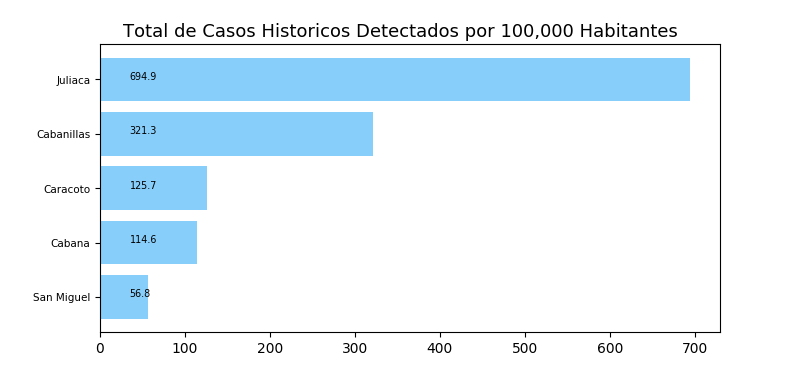 Total de Casos Historicos Detectados por 100,000 Habitantes
Juliaca 694.9
Cabanillas 321.3
Caracoto 125.7
Cabana 114.6
San Miguel 56.8
0 100 200 300 400 500 600 700